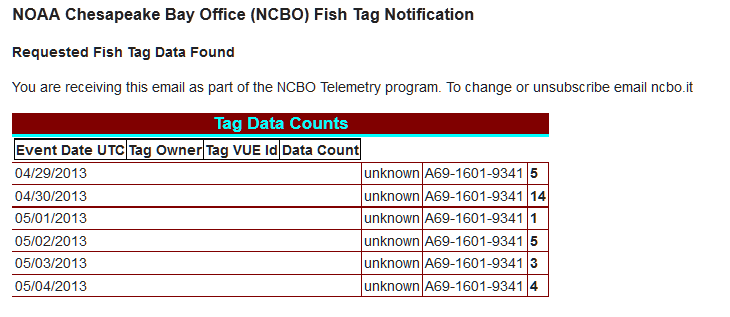 NOAA Chesapeake Bay Office (NCBO) Fish Tag Notification
Requested Fish Tag Data Found
You are receiving this email as part of the NCBO Telemetry program. To change or unsubscribe email ncbo.it
Tag Data Counts
Event Date UTC Tag Owner Tag VUE Id Data Count
04/29/2013 unknown A69-1601-9341 5
04/30/2013 unknown A69-1601-9341 14
05/01/2013 unknown A69-1601-9341 1
05/02/2013 unknown A69-1601-9341 5
05/03/2013 unknown A69-1601-9341 3
05/04/2013 unknown A69-1601-9341 4